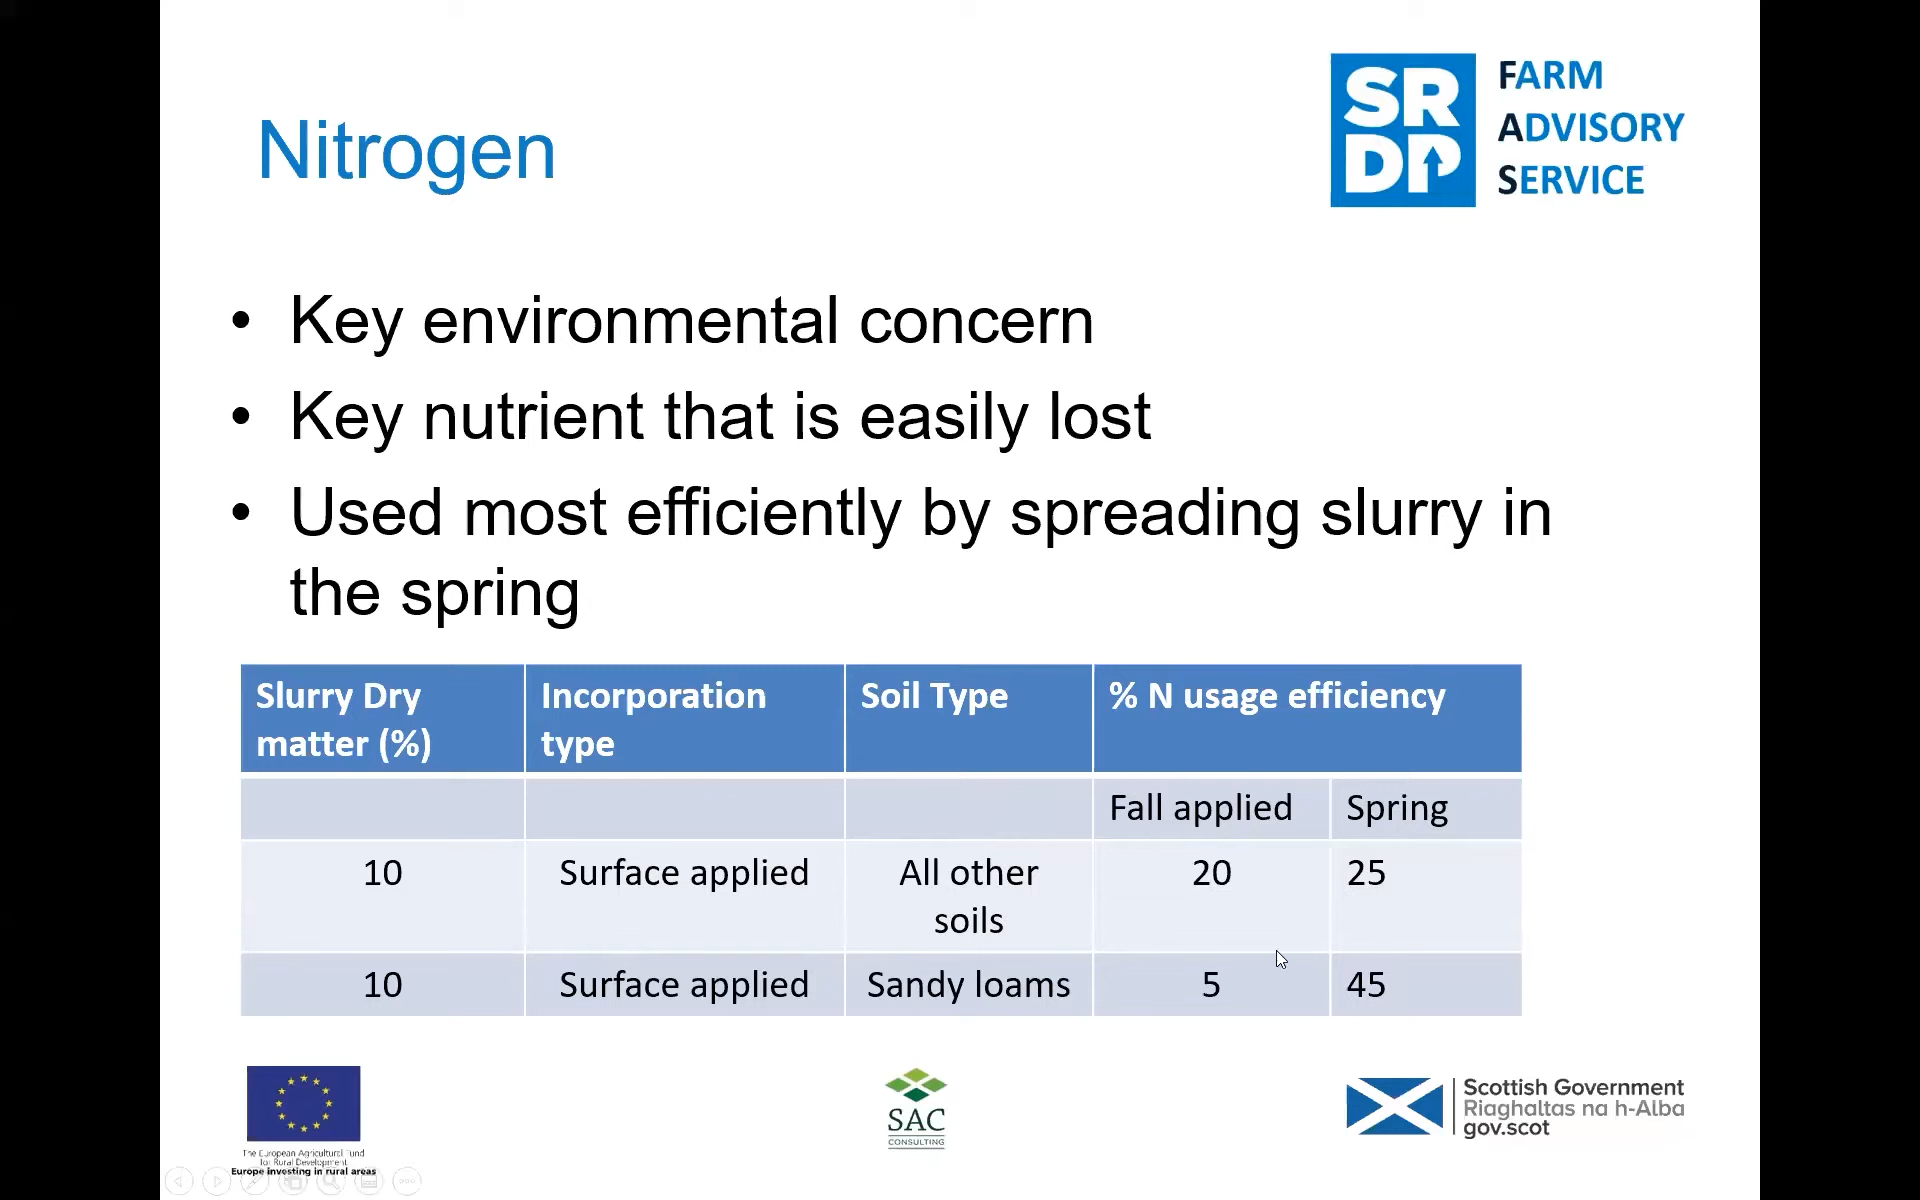 SR
DP
FARM
ADVISORY
SERVICE
Nitrogen
• Key environmental concern
• Key nutrient that is easily lost
• Used most efficiently by spreading slurry in
the spring
Slurry Dry matter (%) Incorporation type Soil Type % N usage efficiency
Fall applied Spring
10 Surface applied All other soils 20 25
10 Surface applied Sandy loams 5 45
The European Agricultural Fund
for Rural Development
Europe investing in rural areas
SAC
CONSULTING
Scottish Government
Riaghaltas na h-Alba
gov.scot